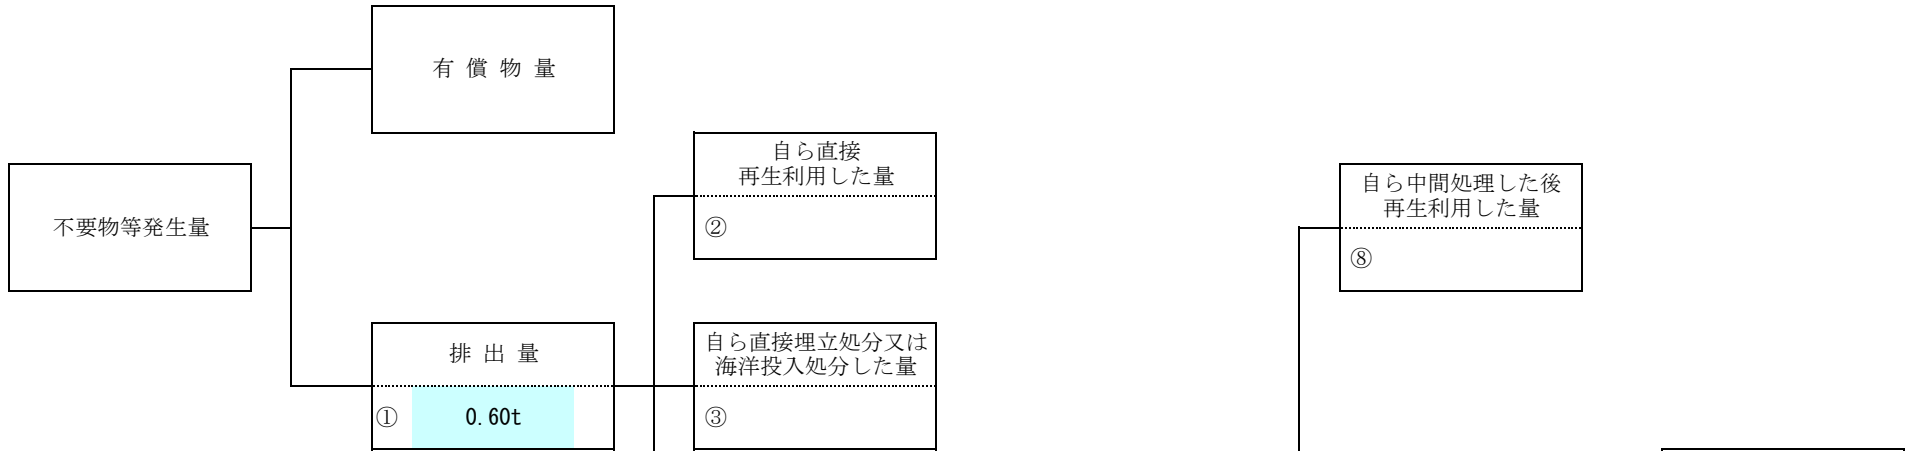 有 償 物 量
自ら直接
再生利用した量
②
不要物等発生量
自ら中間処理した後
再生利用した量
⑧
排 出 量
① 0.60t
自ら直接埋立処分又は
海洋投入処分した量
③